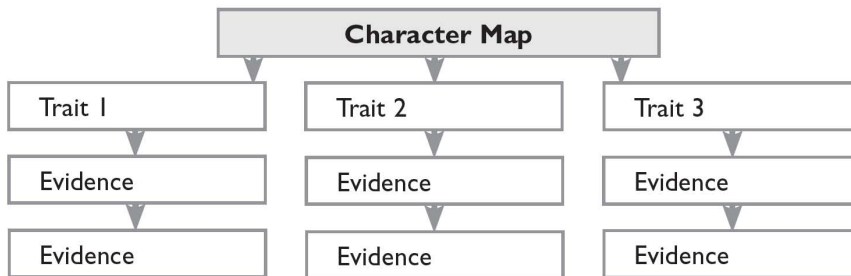 Character Map
Trait 1
Trait 2
Trait 3
Evidence
Evidence
Evidence
Evidence
Evidence
Evidence